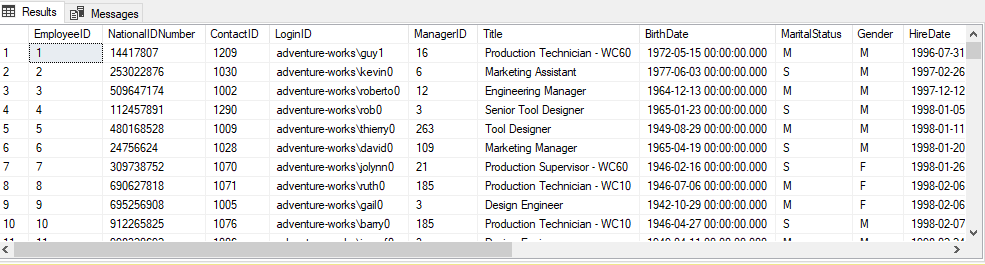 Results Messages
EmployeeID NationalIDNumber ContactID LoginID ManagerID Title BirthDate MaritalStatus Gender HireDate
1 1 14417807 1209 adventure-works\guy1 16 Production Technician - WC60 1972-05-15 00:00:00.000 M M 1996-07-31
2 2 253022876 1030 adventure-works\kevin0 6 Marketing Assistant 1977-06-03 00:00:00.000 S M 1997-02-26
3 3 509647174 1002 adventure-works\roberto0 12 Engineering Manager 1964-12-13 00:00:00.000 M M 1997-12-12
4 4 112457891 1290 adventure-works\rob0 3 Senior Tool Designer 1965-01-23 00:00:00.000 S M 1998-01-05
5 5 480168528 1009 adventure-works\thierry0 263 Tool Designer 1949-08-29 00:00:00.000 M M 1998-01-11
6 6 24756624 1028 adventure-works\david0 109 Marketing Manager 1965-04-19 00:00:00.000 S M 1998-01-20
7 7 309738752 1070 adventure-works\jolynn0 21 Production Supervisor - WC60 1946-02-16 00:00:00.000 S F 1998-01-26
8 8 690627818 1071 adventure-works\ruth0 185 Production Technician - WC10 1946-07-06 00:00:00.000 M F 1998-02-06
9 9 695256908 1005 adventure-works\gail0 3 Design Engineer 1942-10-29 00:00:00.000 M F 1998-02-06
10 10 912265825 1076 adventure-works\barry0 185 Production Technician - WC10 1946-04-27 00:00:00.000 S M 1998-02-07